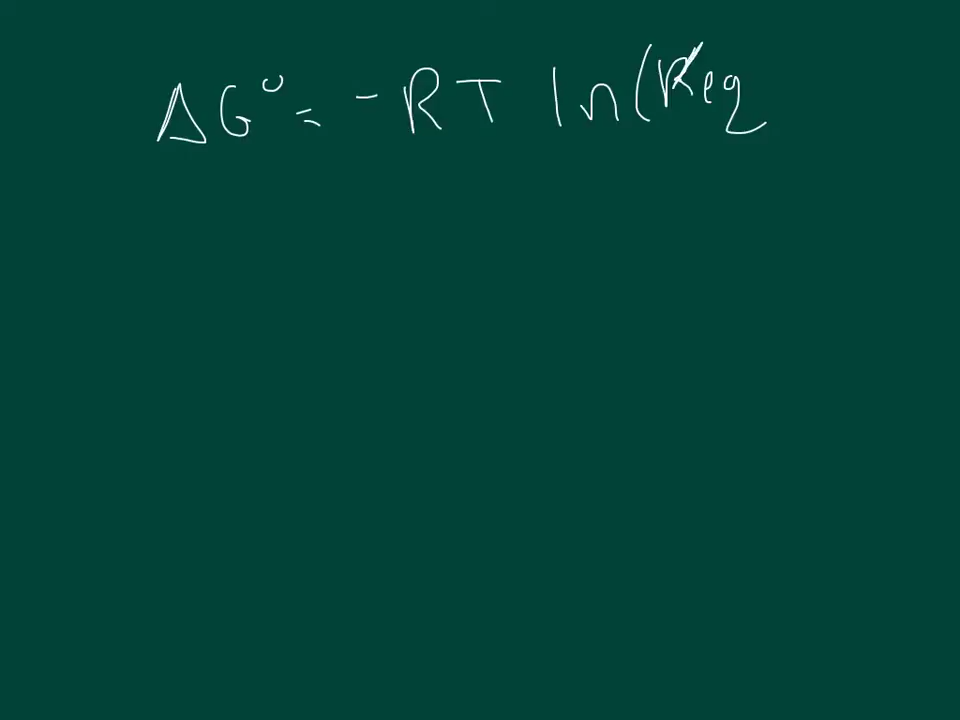 ΔG° = -RT ln(Keq